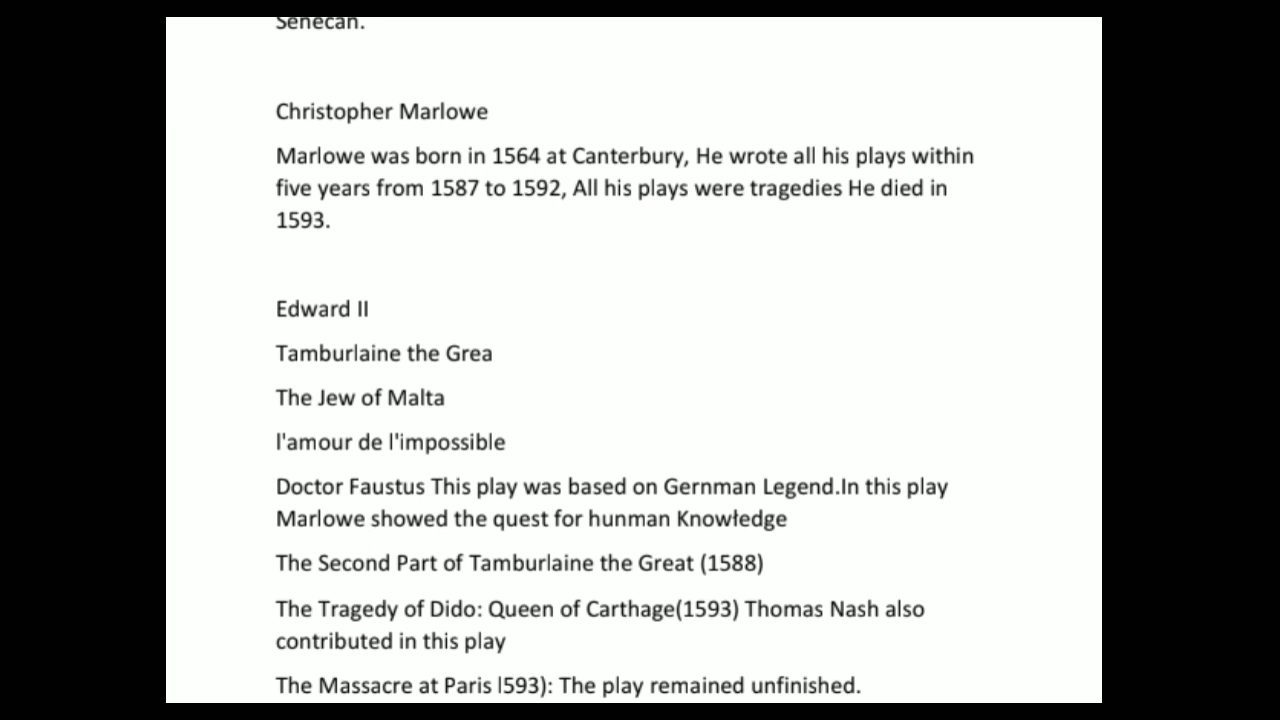 Senecan.
Christopher Marlowe
Marlowe was born in 1564 at Canterbury, He wrote all his plays within
five years from 1587 to 1592, All his plays were tragedies He died in
1593.
Edward II
Tamburlaine the Grea
The Jew of Malta
l'amour de l'impossible
Doctor Faustus This play was based on Gernman Legend.In this play
Marlowe showed the quest for hunman Knowłedge
The Second Part of Tamburlaine the Great (1588)
The Tragedy of Dido: Queen of Carthage(1593) Thomas Nash also
contributed in this play
The Massacre at Paris l593): The play remained unfinished.